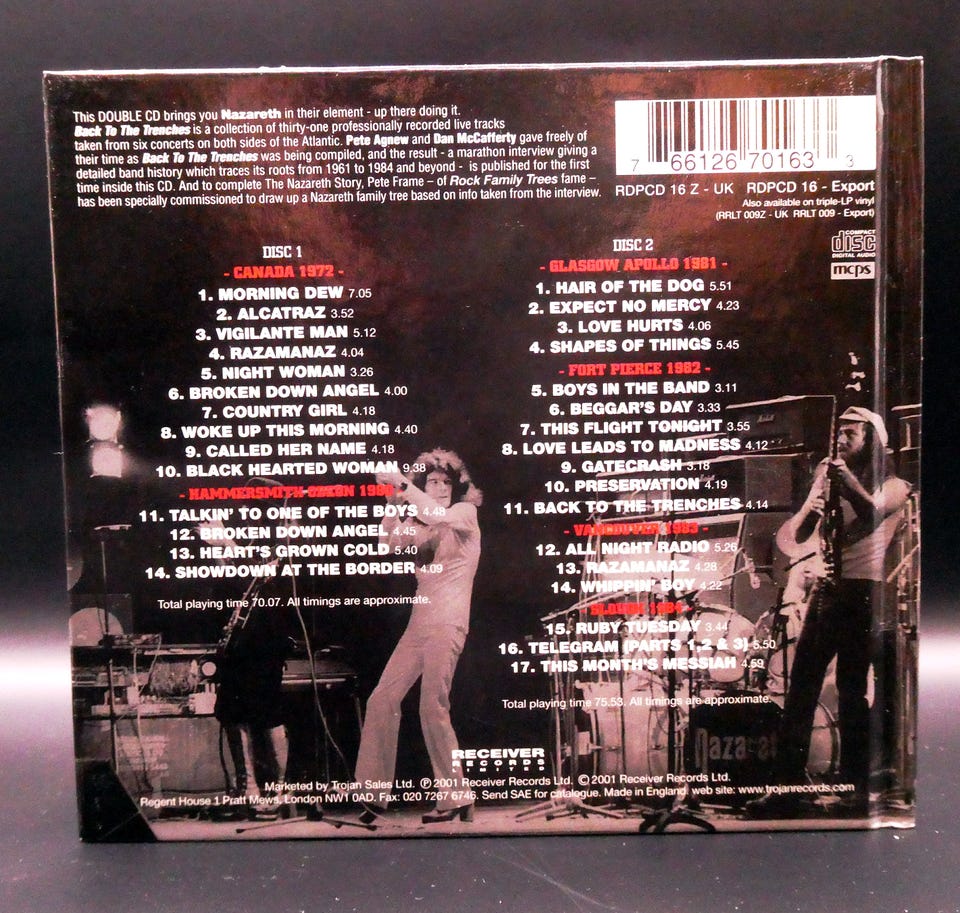 This DOUBLE CD brings you Nazareth in their element - up there doing it.
Back To The Trenches is a collection of thirty-one professionally recorded live tracks
taken from six concerts on both sides of the Atlantic. Pete Agnew and Dan McCafferty gave freely of
their time as Back To The Trenches was being compiled, and the result - a marathon interview giving a
detailed band history which traces its roots from 1961 to 1984 and beyond - is published for the first
time inside this CD. And to complete The Nazareth Story, Pete Frame – of Rock Family Trees fame –
has been specially commissioned to draw up a Nazareth family tree based on info taken from the interview.
7 66126 70163 3
RDPCD 16 Z - UK RDPCD 16 - Export
Also available on triple-LP vinyl
(RRLT 009Z - UK RRLT 009 - Export)
COMPACT
disc
DIGITAL AUDIO
mcps
DISC 1
- CANADA 1972 -
1. MORNING DEW 7.05
2. ALCATRAZ 3.52
3. VIGILANTE MAN 5.12
4. RAZAMANAZ 4.04
5. NIGHT WOMAN 3.26
6. BROKEN DOWN ANGEL 4.00
7. COUNTRY GIRL 4.18
8. WOKE UP THIS MORNING 4.40
9. CALLED HER NAME 4.18
10. BLACK HEARTED WOMAN 9.38
- HAMMERSMITH ODEON
11. TALKIN' TO ONE OF THE BOYS 4.48
12. BROKEN DOWN ANGEL 4.45
13. HEART'S GROWN COLD 5.40
14. SHOWDOWN AT THE BORDER 4.09
Total playing time 70.07. All timings are approximate.
DISC 2
- GLASGOW APOLLO 1981 -
1. HAIR OF THE DOG 5.51
2. EXPECT NO MERCY 4.23
3. LOVE HURTS 4.06
4. SHAPES OF THINGS 5.45
- FORT PIERCE 1982 -
5. BOYS IN THE BAND 3.11
6. BEGGAR'S DAY 3.33
7. THIS FLIGHT TONIGHT 3.55
8. LOVE LEADS TO MADNESS 4.12
9. GATECRASH 3.18
10. PRESERVATION 4.19
11. BACK TO THE TRENCHES 4.14
- VANCOUVER 1983 -
12. ALL NIGHT RADIO 5.26
13. RAZAMANAZ 4.28
14. WHIPPIN' BOY 4.22
- SLOUGH 1984 -
15. RUBY TUESDAY 3.44
16. TELEGRAM (PARTS 1,2 & 3) 5.50
17. THIS MONTH'S MESSIAH 4.59
Total playing time 75.53. All timings are approximate.
Nazareth
RECEIVER
RECORDS
LIMITED
Marketed by Trojan Sales Ltd. ℗2001 Receiver Records Ltd. ©2001 Receiver Records Ltd.
Regent House 1 Pratt Mews, London NW1 0AD. Fax: 020 7267 6746. Send SAE for catalogue. Made in England. web site: www.trojanrecords.com